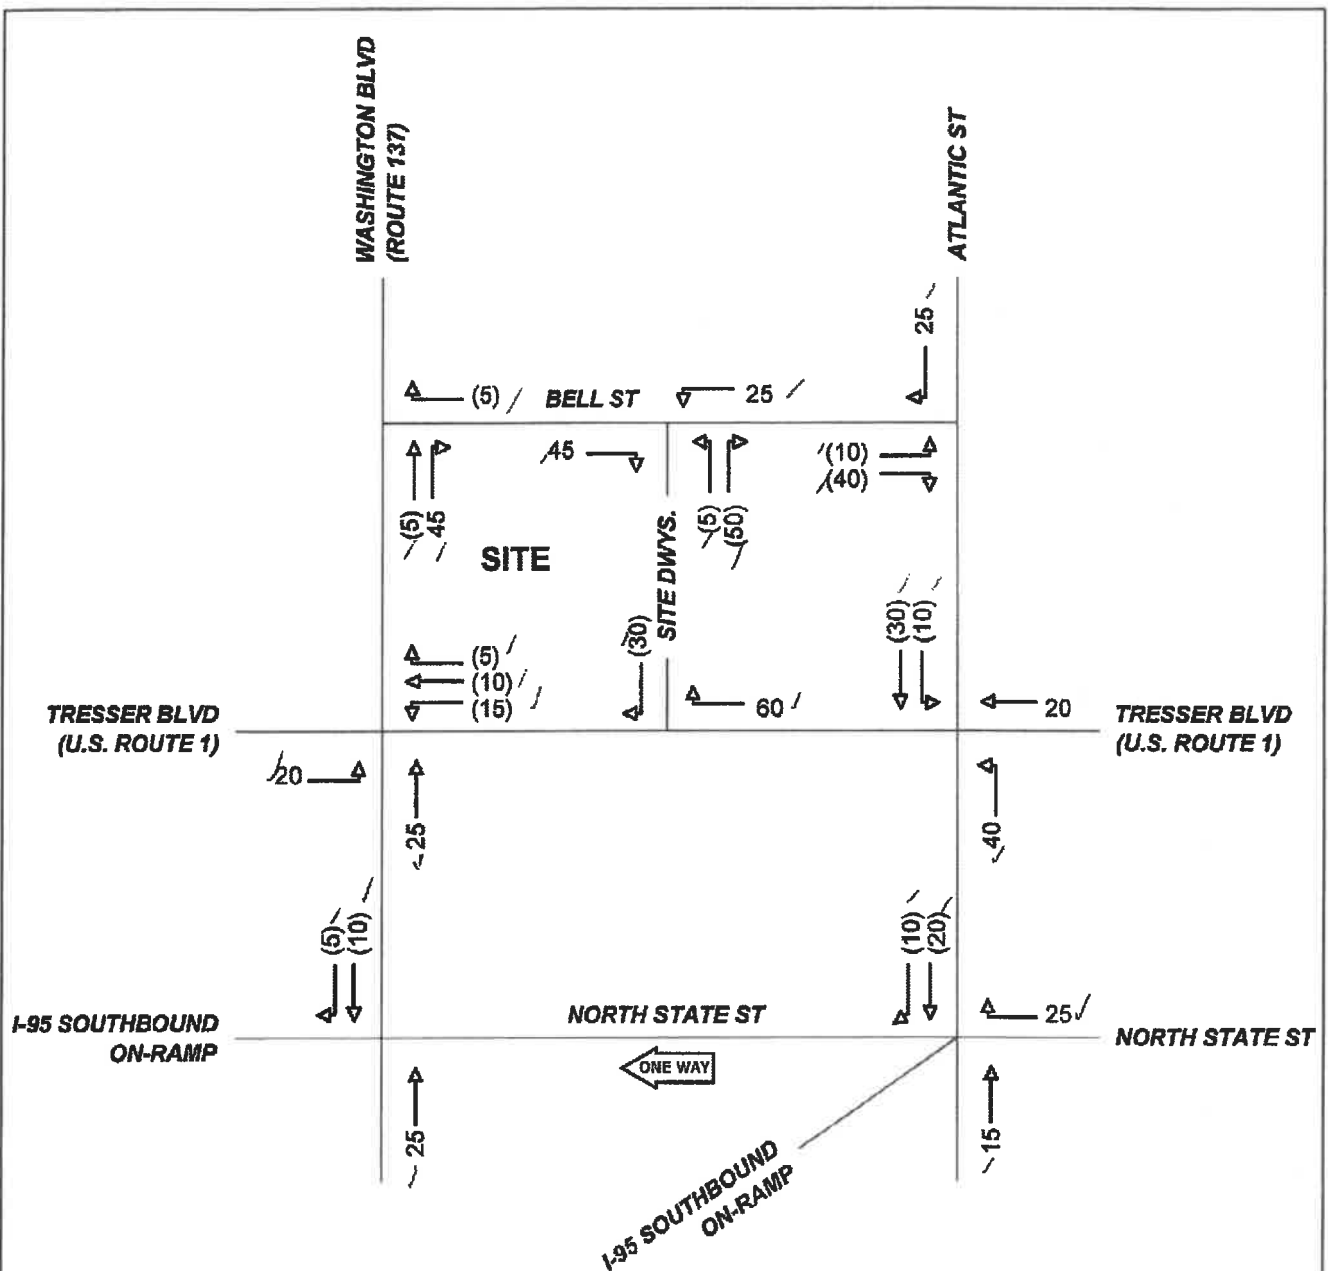 WASHINGTON BLVD
(ROUTE 137)
ATLANTIC ST
25
(5)
BELL ST
25
(5)
45
45
(5)
(50)
(10)
(40)
SITE
SITE DWYS.
(30)
(30)
(10)
(5)
(10)
(15)
60
20
TRESSER BLVD
(U.S. ROUTE 1)
TRESSER BLVD
(U.S. ROUTE 1)
20
25
40
(5)
(10)
(10)
(20)
I-95 SOUTHBOUND
ON-RAMP
NORTH STATE ST
25
NORTH STATE ST
ONE WAY
25
15
I-95 SOUTHBOUND
ON-RAMP